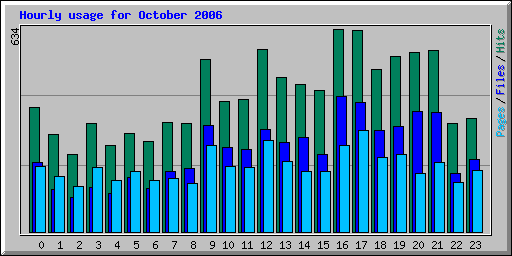 Hourly usage for October 2006
634
Pages/Files/Hits
0 1 2 3 4 5 6 7 8 9 10 11 12 13 14 15 16 17 18 19 20 21 22 23